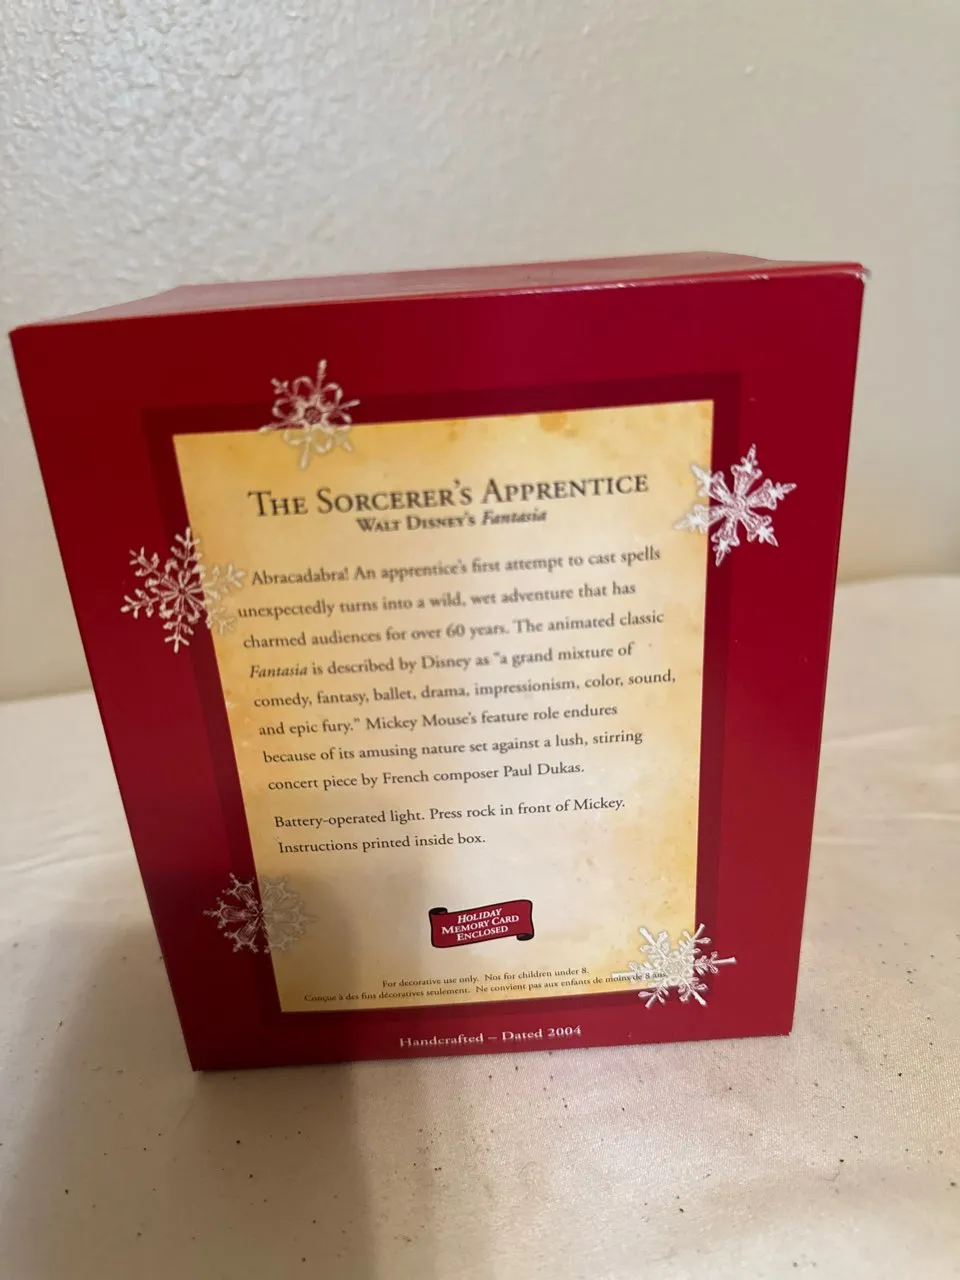 The Sorcerer's Apprentice
Walt Disney's Fantasia
Abracadabra! An apprentice's first attempt to cast spells
unexpectedly turns into a wild, wet adventure that has
charmed audiences for over 60 years. The animated classic
Fantasia is described by Disney as "a grand mixture of
comedy, fantasy, ballet, drama, impressionism, color, sound,
and epic fury." Mickey Mouse's feature role endures
because of its amusing nature set against a lush, stirring
concert piece by French composer Paul Dukas.
Battery-operated light. Press rock in front of Mickey.
Instructions printed inside box.
Holiday
Memory Card
Enclosed
For decorative use only. Not for children under 8.
Conçue à des fins décoratives seulement. Ne convient pas aux enfants de moins de 8 ans.
Handcrafted – Dated 2004